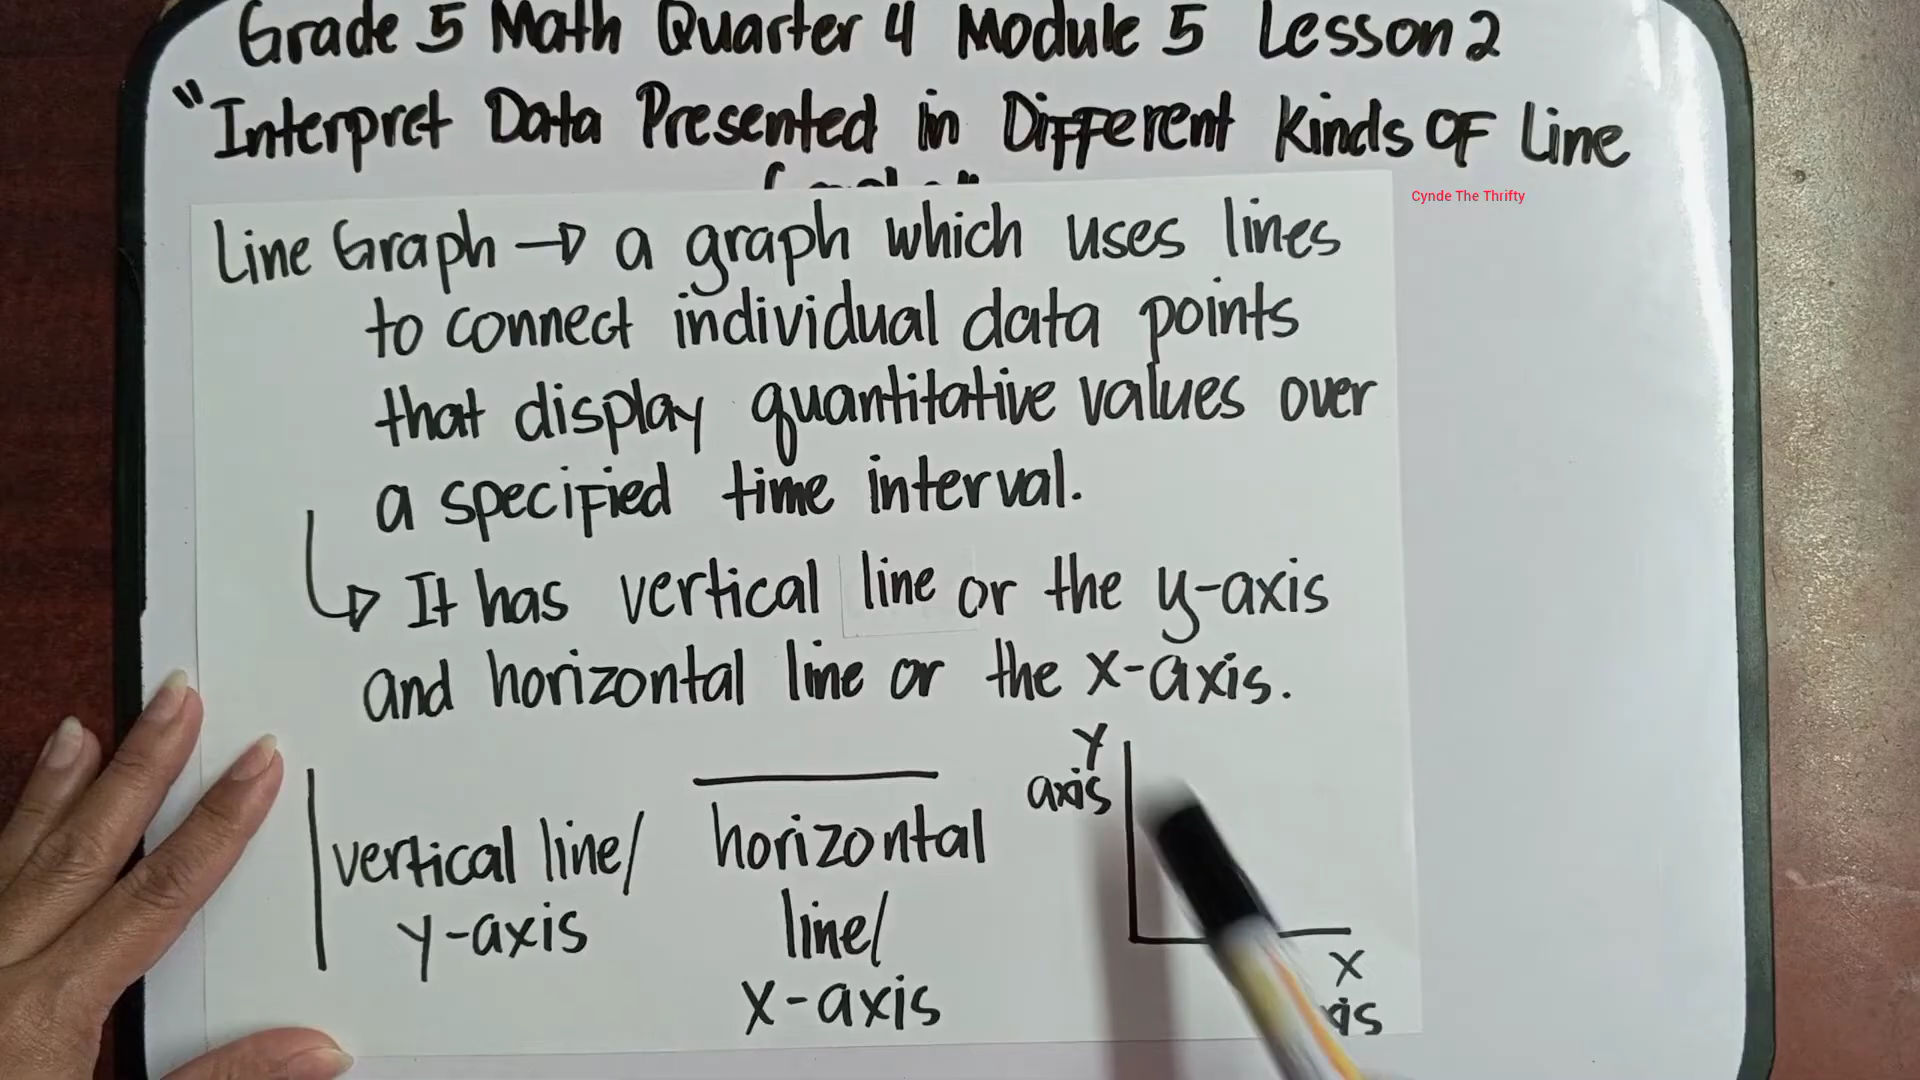 Grade 5 Math Quarter 4 Module 5 Lesson 2
"Interpret Data Presented in Different Kinds OF Line
Cynde The Thrifty
Line Graph → a graph which uses lines
to connect individual data points
that display quantitative values over
a specified time interval.
↳ It has vertical line or the y-axis
and horizontal line or the x-axis.
vertical line/
y-axis
horizontal
line/
x-axis
Y
axis
X